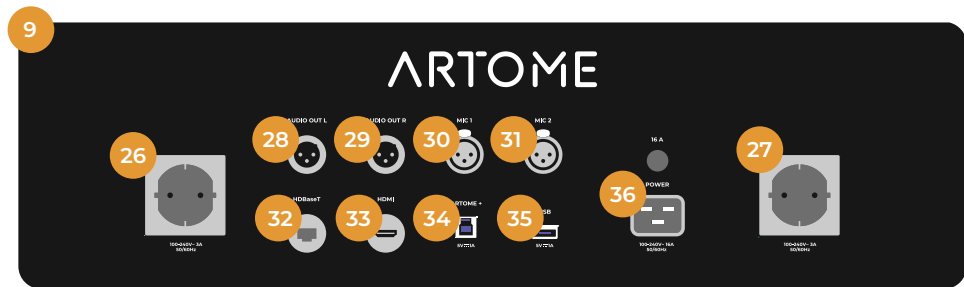 9
ARTOME
AUDIO OUT L
AUDIO OUT R
MIC 1
MIC 2
28
29
30
31
16 A
26
27
36
POWER
HDBaseT
HDMI
ARTOME +
USB
32
33
34
35
100-240V~ 3A
50/60Hz
5V⎓1A
5V⎓1A
100-240V~ 16A
50/60Hz
100-240V~ 3A
50/60Hz